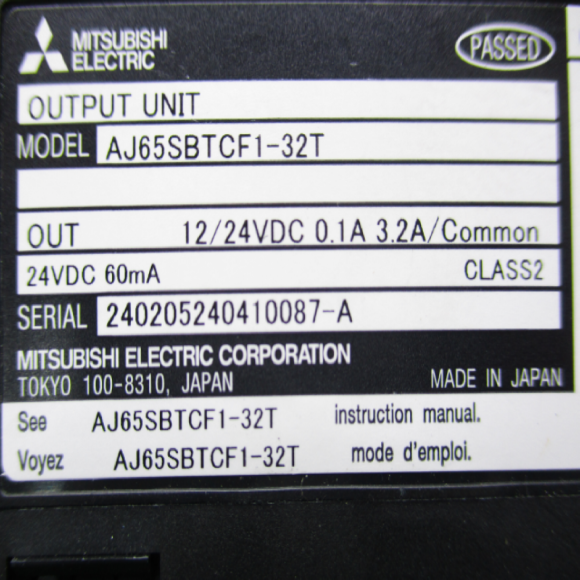 MITSUBISHI
ELECTRIC
PASSED
OUTPUT UNIT
MODEL AJ65SBTCF1-32T
OUT 12/24VDC 0.1A 3.2A/Common
24VDC 60mA CLASS2
SERIAL 240205240410087-A
MITSUBISHI ELECTRIC CORPORATION
TOKYO 100-8310, JAPAN MADE IN JAPAN
See AJ65SBTCF1-32T instruction manual.
Voyez AJ65SBTCF1-32T mode d'emploi.